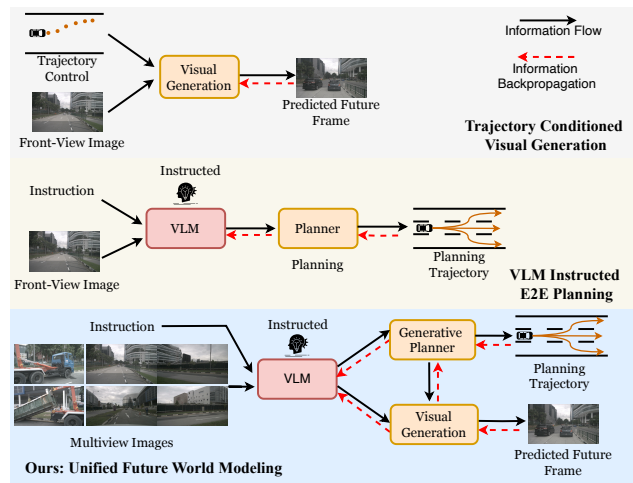 Information Flow
Information
Backpropagation
Trajectory
Control
Visual
Generation
Front-View Image
Predicted Future
Frame
Trajectory Conditioned
Visual Generation
Instruction
Instructed
VLM
Planner
Planning
Front-View Image
Planning
Trajectory
VLM Instructed
E2E Planning
Instruction
Instructed
VLM
Generative
Planner
Planning
Trajectory
Visual
Generation
Multiview Images
Predicted Future
Frame
Ours: Unified Future World Modeling